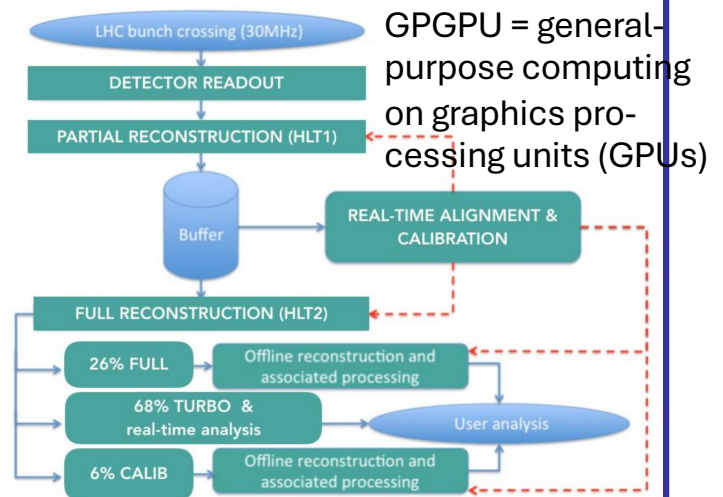 LHC bunch crossing (30MHz)
GPGPU = general-
purpose computing
on graphics pro-
cessing units (GPUs)
DETECTOR READOUT
PARTIAL RECONSTRUCTION (HLT1)
Buffer
REAL-TIME ALIGNMENT &
CALIBRATION
FULL RECONSTRUCTION (HLT2)
26% FULL
Offline reconstruction and
associated processing
68% TURBO &
real-time analysis
User analysis
6% CALIB
Offline reconstruction and
associated processing